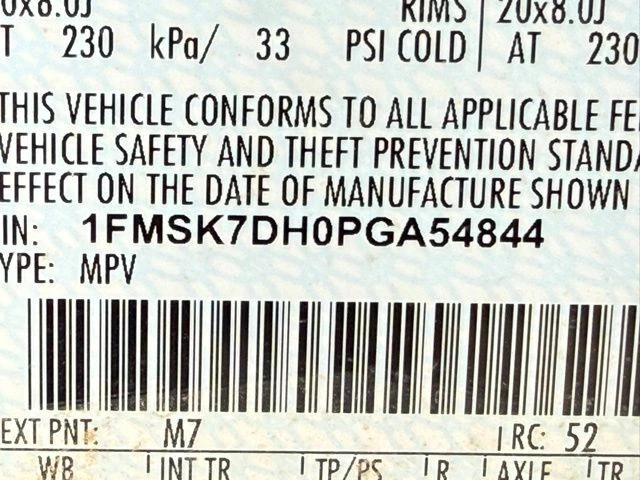 0x8.0J RIMS 20x8.0J
T 230 kPa/ 33 PSI COLD AT 230
THIS VEHICLE CONFORMS TO ALL APPLICABLE FE
VEHICLE SAFETY AND THEFT PREVENTION STANDA
EFFECT ON THE DATE OF MANUFACTURE SHOWN
IN: 1FMSK7DH0PGA54844
YPE: MPV
EXT PNT: M7 RC: 52
WB INT TR TP/PS R AXLE TR